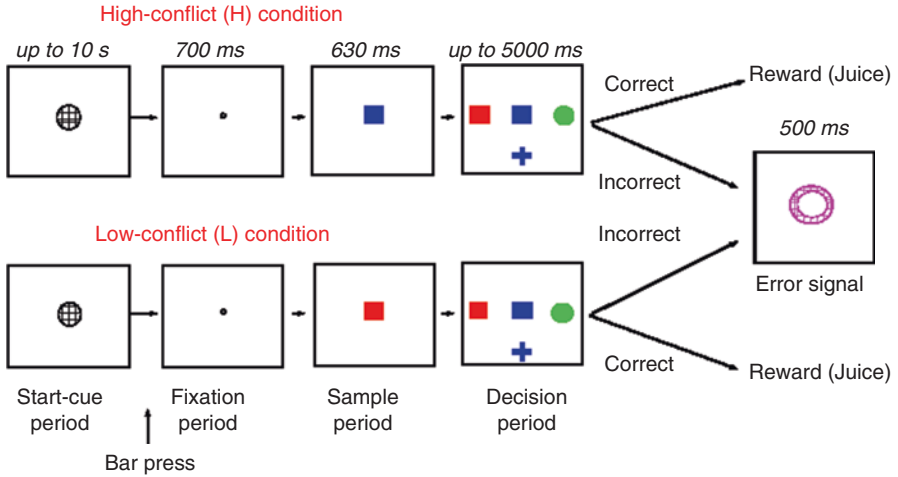 High-conflict (H) condition
up to 10 s
700 ms
630 ms
up to 5000 ms
Correct
Reward (Juice)
500 ms
Incorrect
Low-conflict (L) condition
Incorrect
Error signal
Correct
Reward (Juice)
Start-cue
period
Fixation
period
Sample
period
Decision
period
Bar press